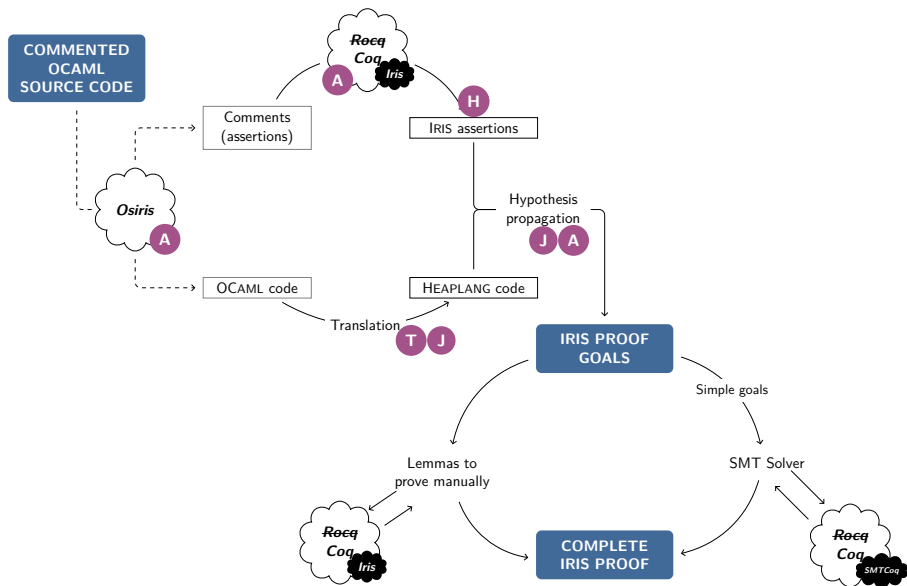 COMMENTED
OCAML
SOURCE CODE
Rocq
Coq
Iris
A
H
Comments
(assertions)
IRIS assertions
Osiris
A
Hypothesis
propagation
J A
OCAML code
HEAPLANG code
Translation
T J
IRIS PROOF
GOALS
Simple goals
Lemmas to
prove manually
SMT Solver
Rocq
Coq
Iris
COMPLETE
IRIS PROOF
Rocq
Coq
SMTCoq